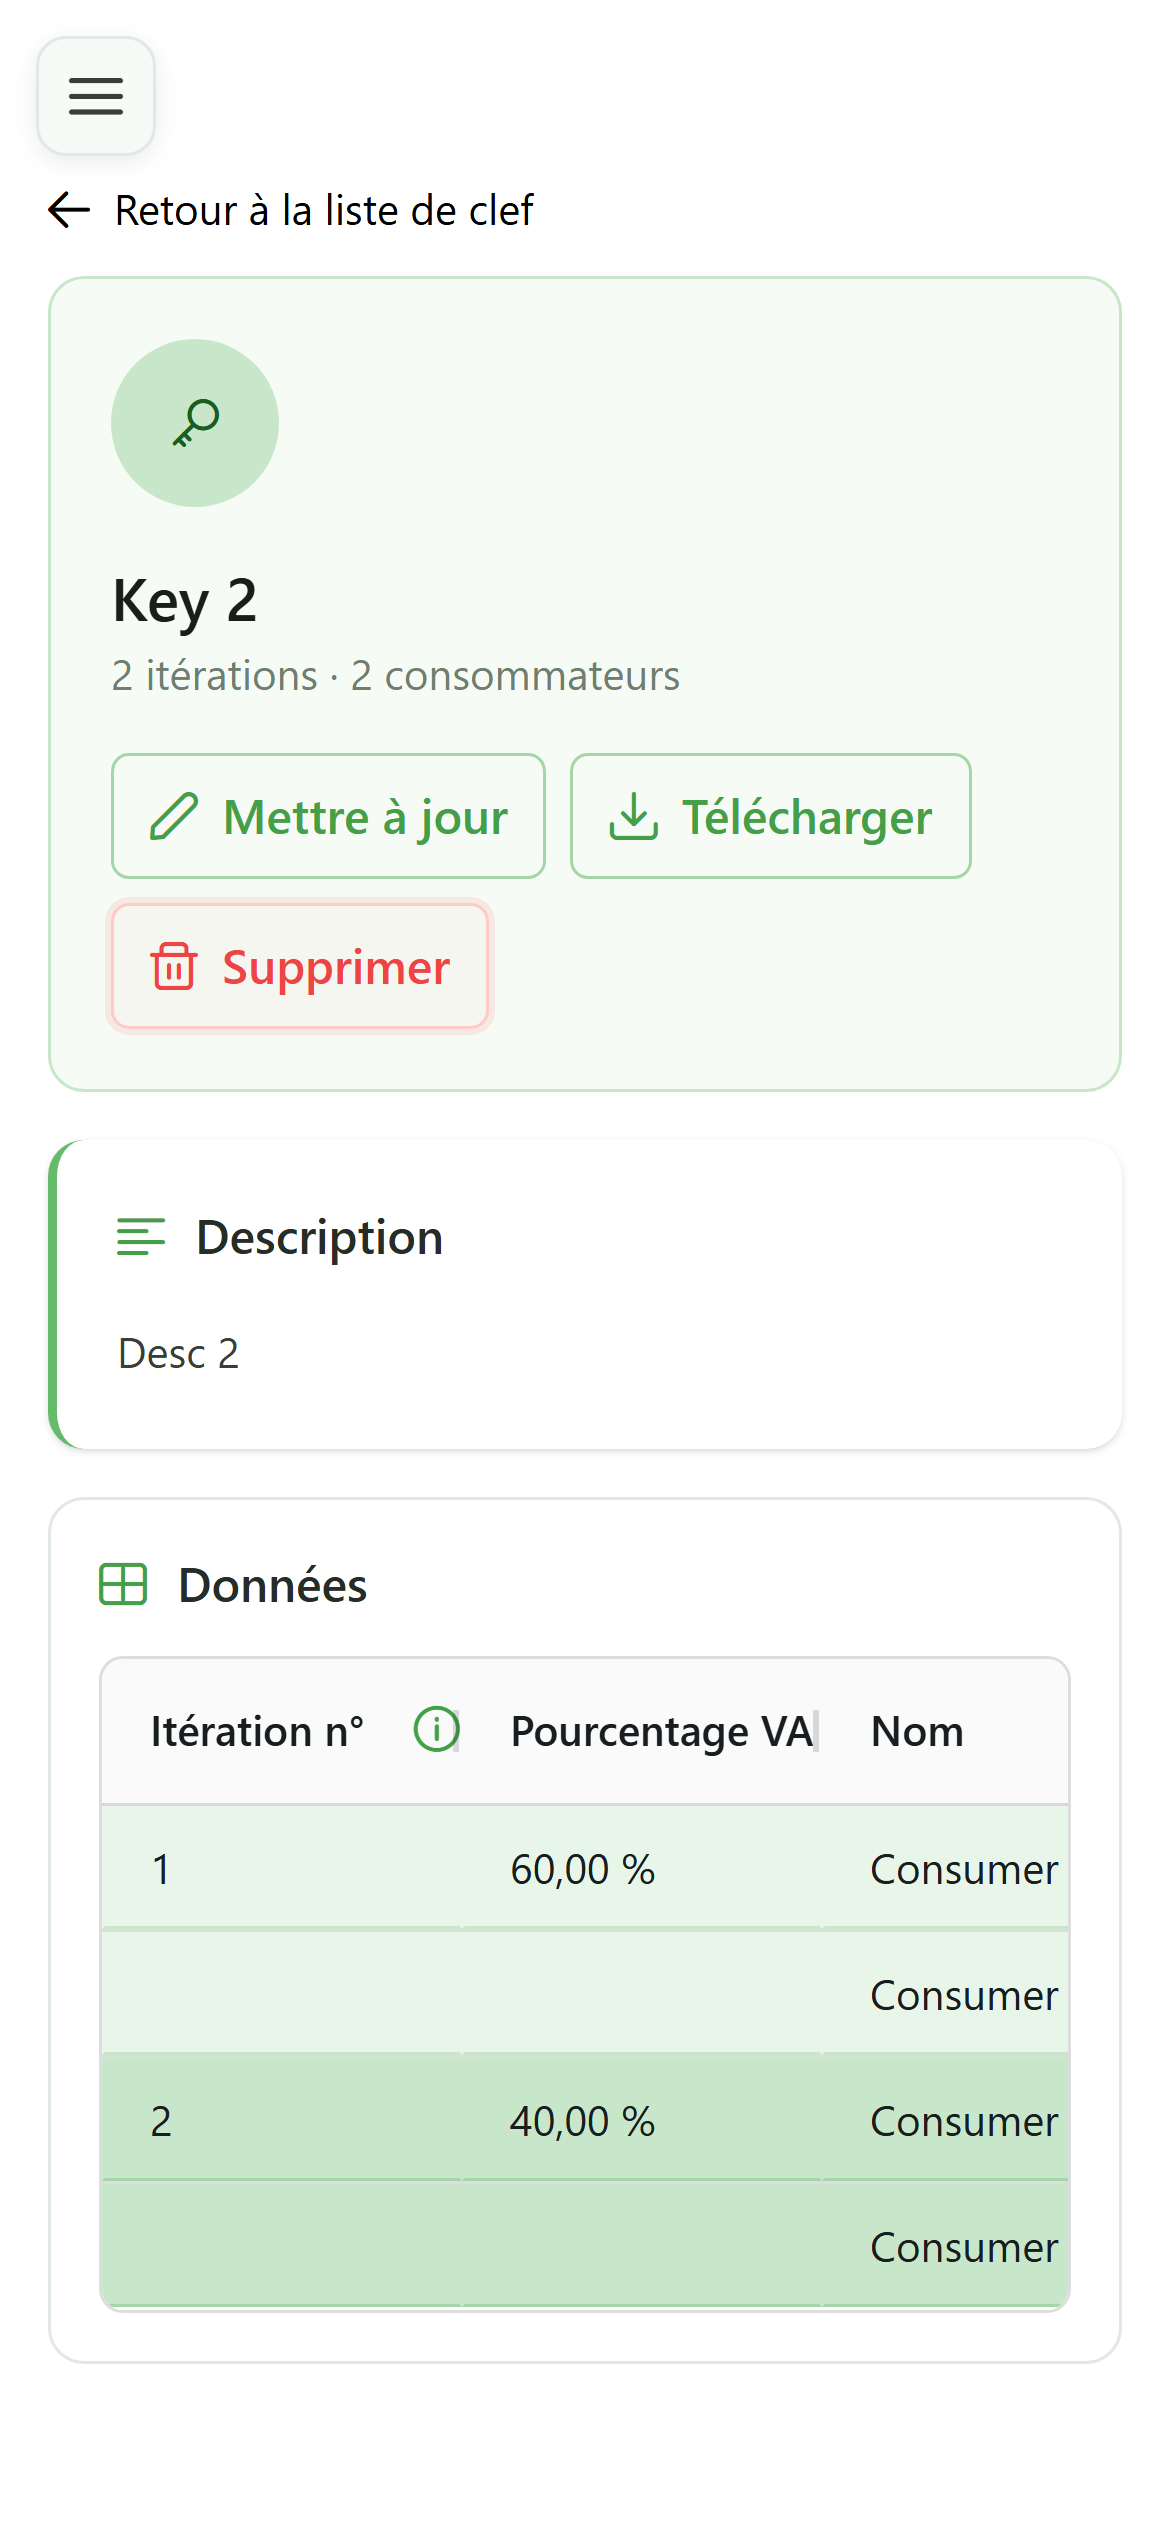 Retour à la liste de clef
Key 2
2 itérations · 2 consommateurs
Mettre à jour
Télécharger
Supprimer
Description
Desc 2
Données
Itération n° Pourcentage VA Nom
1 60,00 % Consumer
Consumer
2 40,00 % Consumer
Consumer